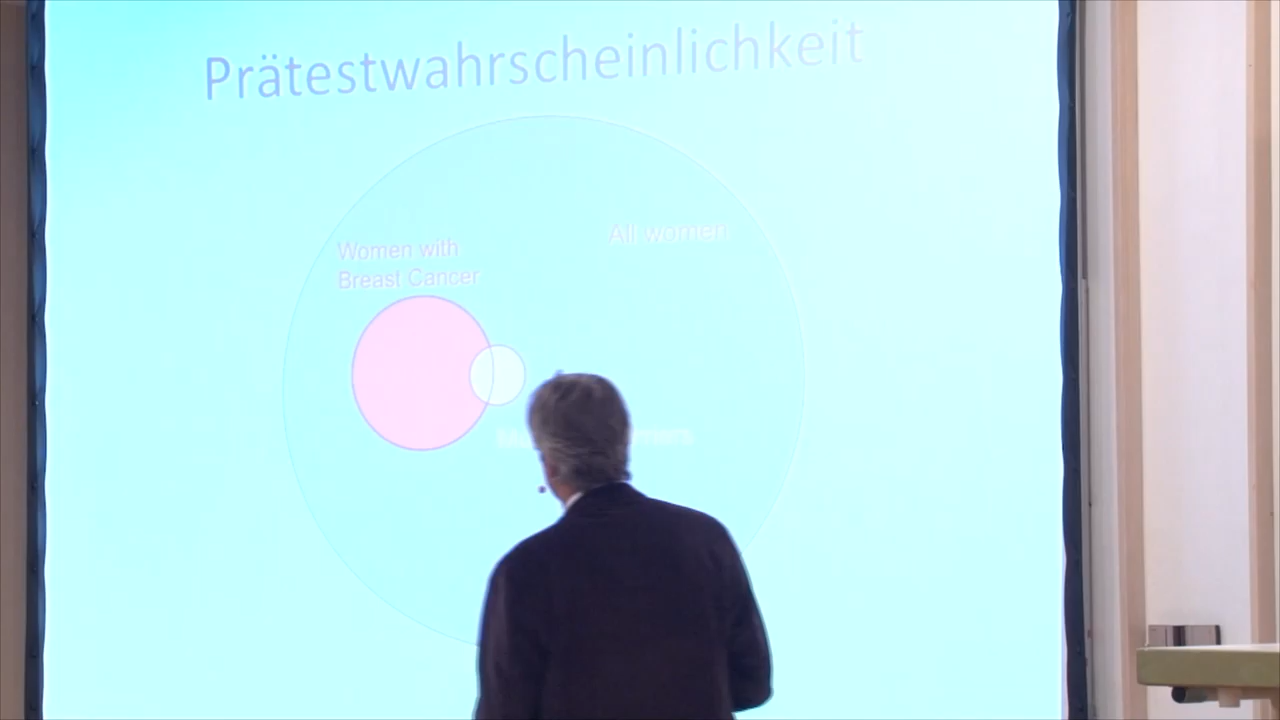 Prätestwahrscheinlichkeit
All women
Women with
Breast Cancer